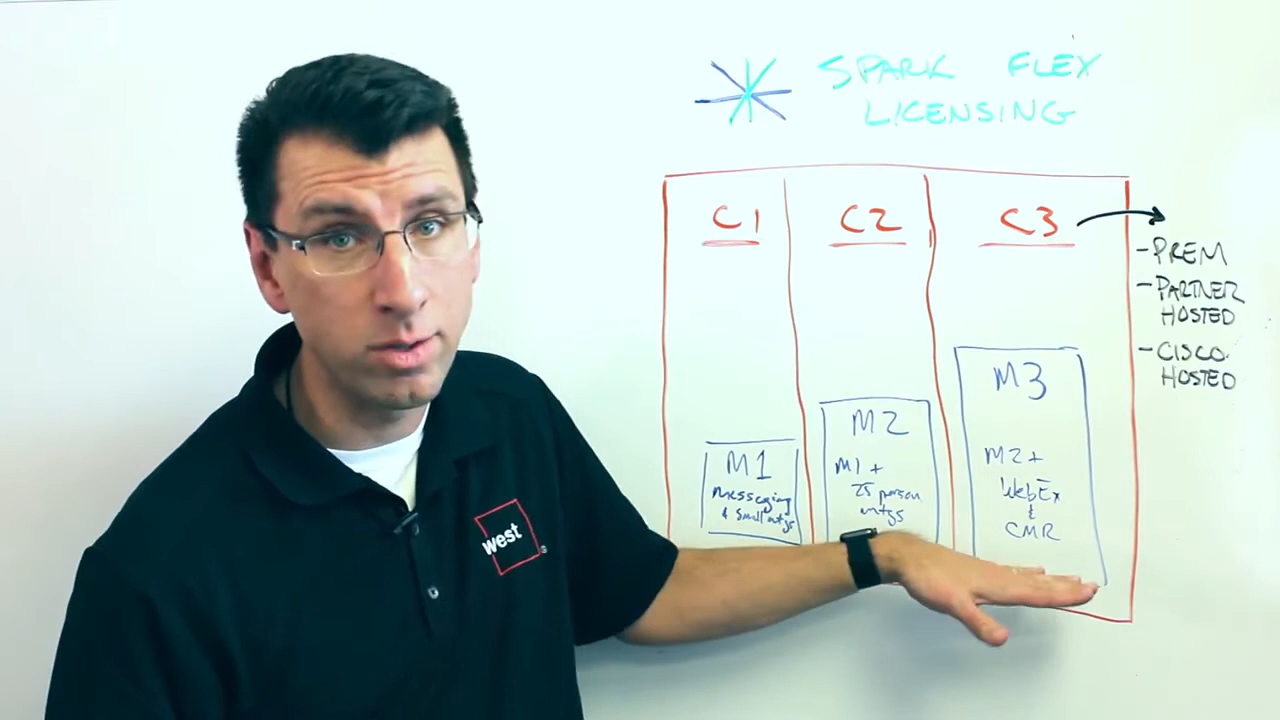 SPARK FLEX
LICENSING
C1
C2
C3
- PREM
- PARTNER
HOSTED
- CISCO
HOSTED
M1
Messaging
& Small mtgs
M2
M1 +
25 person
mtgs
M3
M2 +
WebEx
&
CMR
west